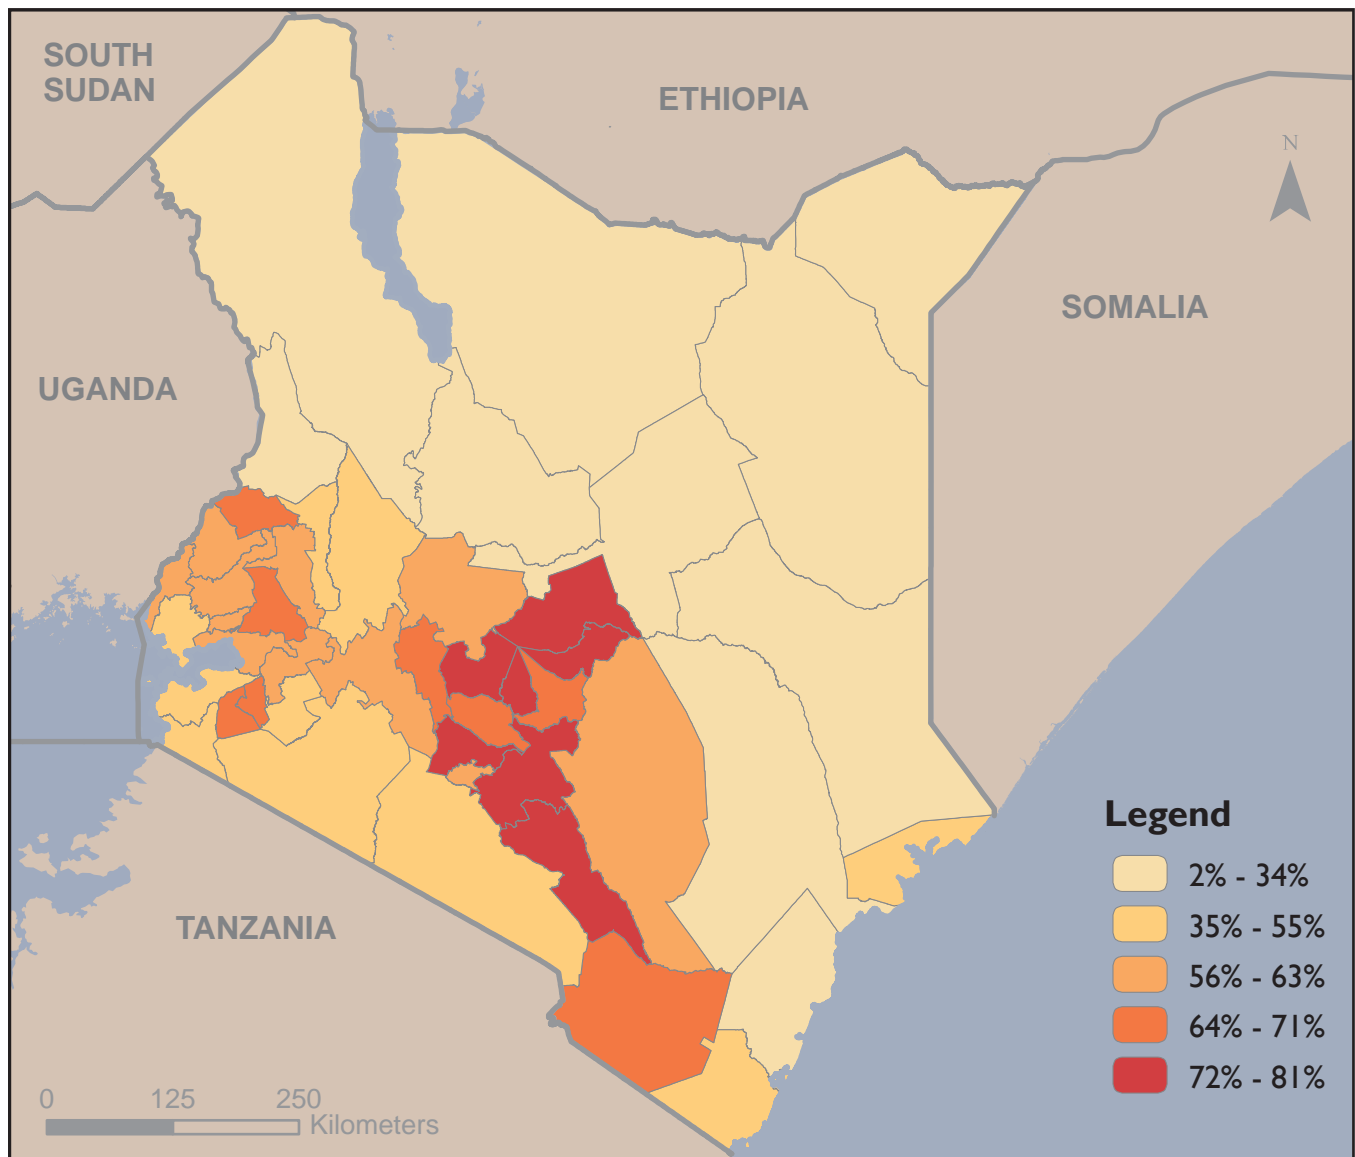 SOUTH
SUDAN
ETHIOPIA
N
SOMALIA
UGANDA
TANZANIA
Legend
2% - 34%
35% - 55%
56% - 63%
64% - 71%
72% - 81%
0 125 250
Kilometers